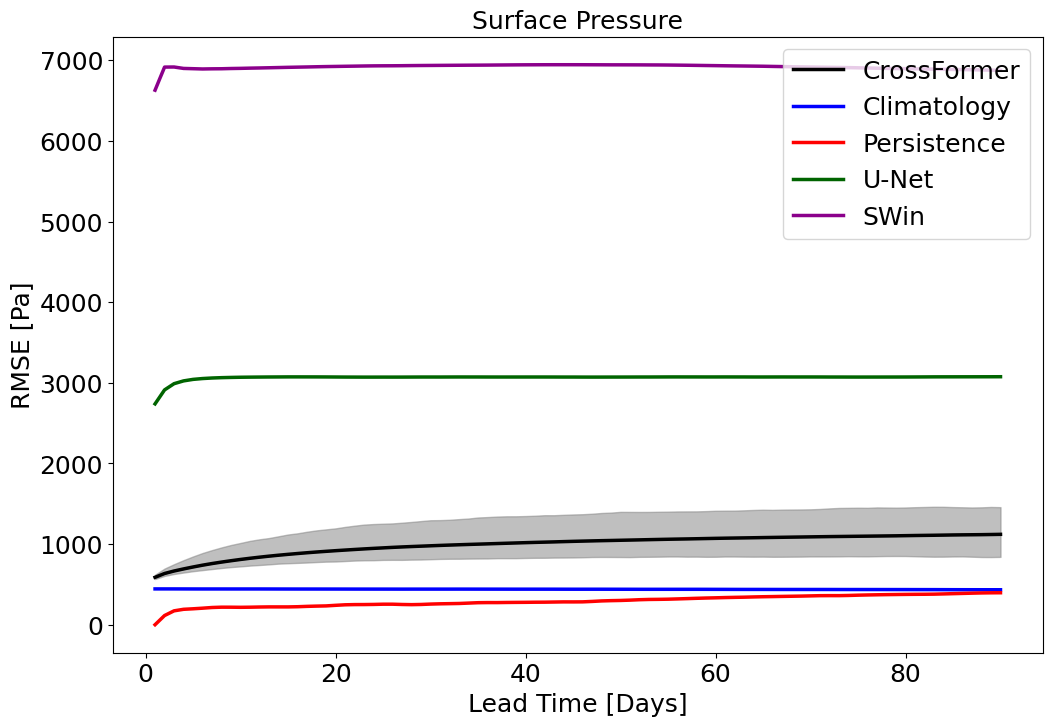 Surface Pressure
7000
6000
5000
4000
3000
2000
1000
0
RMSE [Pa]
CrossFormer
Climatology
Persistence
U-Net
SWin
0 20 40 60 80
Lead Time [Days]